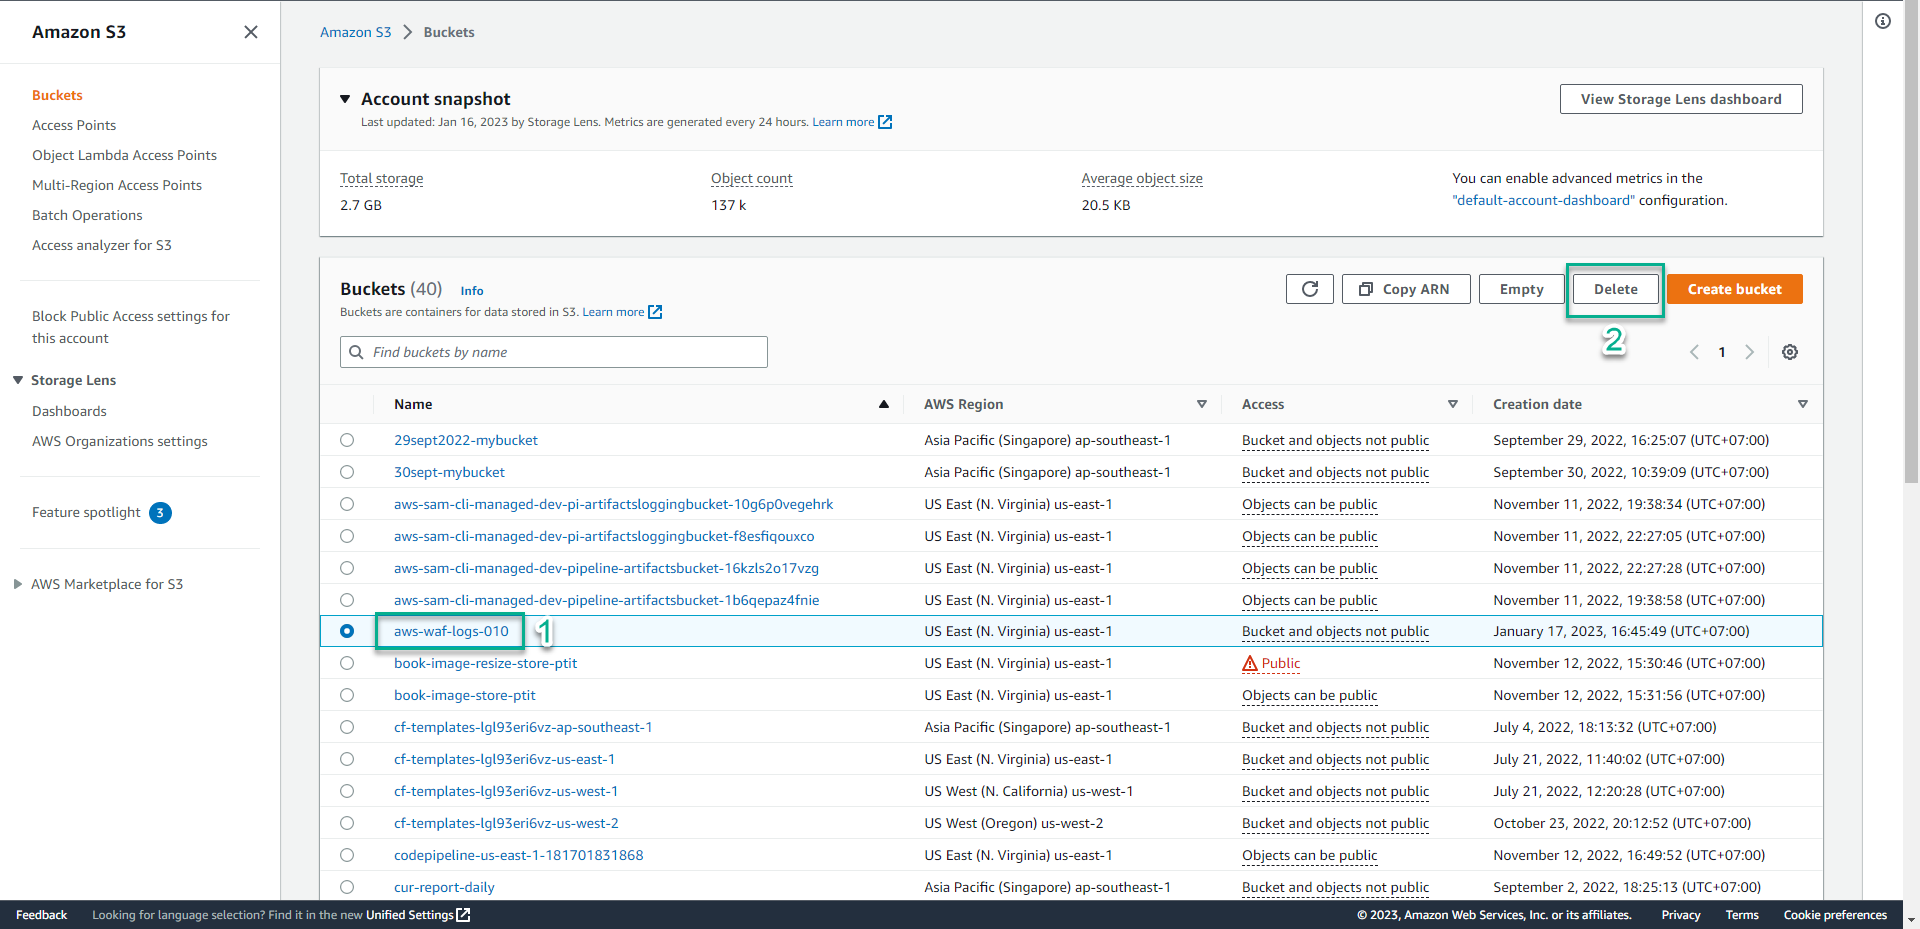 Amazon S3
Buckets
Access Points
Object Lambda Access Points
Multi-Region Access Points
Batch Operations
Access analyzer for S3
Block Public Access settings for
this account
Storage Lens
Dashboards
AWS Organizations settings
Feature spotlight 3
AWS Marketplace for S3
Amazon S3 Buckets
Account snapshot
Last updated: Jan 16, 2023 by Storage Lens. Metrics are generated every 24 hours. Learn more
View Storage Lens dashboard
Total storage
2.7 GB
Object count
137 k
Average object size
20.5 KB
You can enable advanced metrics in the
"default-account-dashboard" configuration.
Buckets (40) Info
Buckets are containers for data stored in S3. Learn more
Copy ARN Empty Delete Create bucket
2
Find buckets by name
1
Name AWS Region Access Creation date
29sept2022-mybucket Asia Pacific (Singapore) ap-southeast-1 Bucket and objects not public September 29, 2022, 16:25:07 (UTC+07:00)
30sept-mybucket Asia Pacific (Singapore) ap-southeast-1 Bucket and objects not public September 30, 2022, 10:39:09 (UTC+07:00)
aws-sam-cli-managed-dev-pi-artifactsloggingbucket-10g6p0vegehrk US East (N. Virginia) us-east-1 Objects can be public November 11, 2022, 19:38:34 (UTC+07:00)
aws-sam-cli-managed-dev-pi-artifactsloggingbucket-f8esfiqouxco US East (N. Virginia) us-east-1 Objects can be public November 11, 2022, 22:27:05 (UTC+07:00)
aws-sam-cli-managed-dev-pipeline-artifactsbucket-16kzls2o17vzg US East (N. Virginia) us-east-1 Objects can be public November 11, 2022, 22:27:28 (UTC+07:00)
aws-sam-cli-managed-dev-pipeline-artifactsbucket-1b6qepaz4fnie US East (N. Virginia) us-east-1 Objects can be public November 11, 2022, 19:38:58 (UTC+07:00)
aws-waf-logs-010 1 US East (N. Virginia) us-east-1 Bucket and objects not public January 17, 2023, 16:45:49 (UTC+07:00)
book-image-resize-store-ptit US East (N. Virginia) us-east-1 Public November 12, 2022, 15:30:46 (UTC+07:00)
book-image-store-ptit US East (N. Virginia) us-east-1 Objects can be public November 12, 2022, 15:31:56 (UTC+07:00)
cf-templates-lgl93eri6vz-ap-southeast-1 Asia Pacific (Singapore) ap-southeast-1 Bucket and objects not public July 4, 2022, 18:13:32 (UTC+07:00)
cf-templates-lgl93eri6vz-us-east-1 US East (N. Virginia) us-east-1 Bucket and objects not public July 21, 2022, 11:40:02 (UTC+07:00)
cf-templates-lgl93eri6vz-us-west-1 US West (N. California) us-west-1 Bucket and objects not public July 21, 2022, 12:20:28 (UTC+07:00)
cf-templates-lgl93eri6vz-us-west-2 US West (Oregon) us-west-2 Bucket and objects not public October 23, 2022, 20:12:52 (UTC+07:00)
codepipeline-us-east-1-181701831868 US East (N. Virginia) us-east-1 Objects can be public November 12, 2022, 16:49:52 (UTC+07:00)
cur-report-daily Asia Pacific (Singapore) ap-southeast-1 Bucket and objects not public September 2, 2022, 18:25:13 (UTC+07:00)
Feedback Looking for language selection? Find it in the new Unified Settings © 2023, Amazon Web Services, Inc. or its affiliates. Privacy Terms Cookie preferences